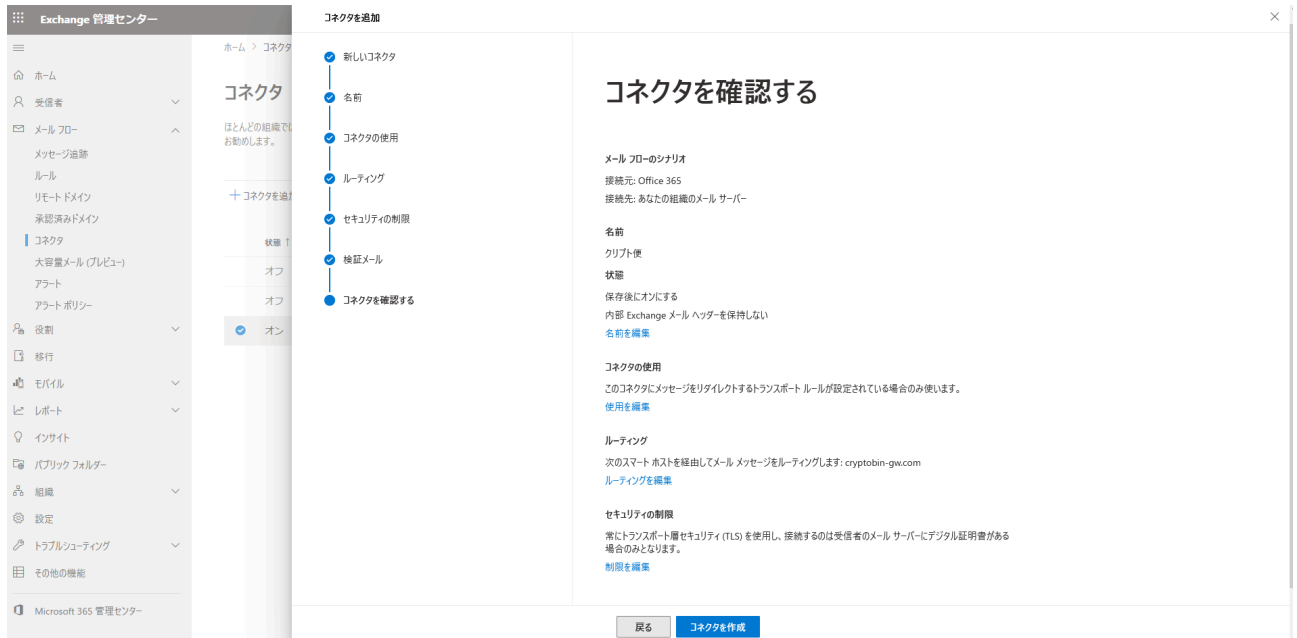 Exchange 管理センター
ホーム
受信者
メール フロー
メッセージ追跡
ルール
リモート ドメイン
承認済みドメイン
コネクタ
大容量メール (プレビュー)
アラート
アラート ポリシー
役割
移行
モバイル
レポート
インサイト
パブリック フォルダー
組織
設定
トラブルシューティング
その他の機能
Microsoft 365 管理センター
ホーム > コネクタ
コネクタ
ほとんどの組織では
お勧めします。
+ コネクタを追加
状態 ↑
オフ
オフ
オン
コネクタを追加
新しいコネクタ
名前
コネクタの使用
ルーティング
セキュリティの制限
検証メール
コネクタを確認する
コネクタを確認する
メール フローのシナリオ
接続元: Office 365
接続先: あなたの組織のメール サーバー
名前
クリプト便
状態
保存後にオンにする
内部 Exchange メール ヘッダーを保持しない
名前を編集
コネクタの使用
このコネクタにメッセージをリダイレクトするトランスポート ルールが設定されている場合のみ使います。
使用を編集
ルーティング
次のスマート ホストを経由してメール メッセージをルーティングします: cryptobin-gw.com
ルーティングを編集
セキュリティの制限
常にトランスポート層セキュリティ (TLS) を使用し、接続するのは受信者のメール サーバーにデジタル証明書がある
場合のみとなります。
制限を編集
戻る
コネクタを作成